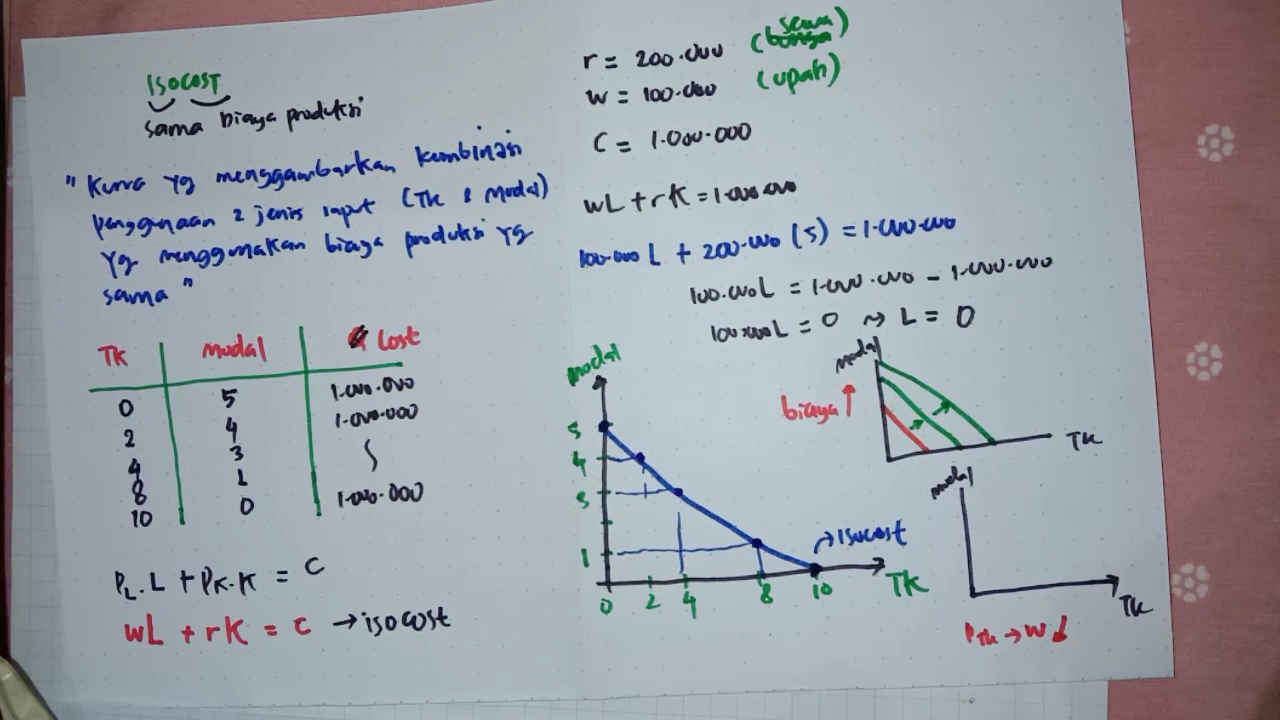 ISOCOST
sama biaya produksi
"Kurva yg menggambarkan kombinasi
penggunaan 2 jenis input (Tk & Modal)
yg menggunakan biaya produksi yg
sama"
TK modal Cost
0 5 1.000.000
2 4 1.000.000
4 3
8 1
10 0 1.000.000
PL.L + PK.K = C
wL + rK = C → isocost
r = 200.000 (sewa)
w = 100.000 (upah)
C = 1.000.000
wL + rK = 1.000.000
100.000 L + 200.000 (5) = 1.000.000
100.000L = 1.000.000 - 1.000.000
100.000L = 0 → L = 0
modal
5
4
3
1
0 2 4 8 10 TK
isocost
modal
biaya ↑
TK
modal
TK
PTK → w ↓